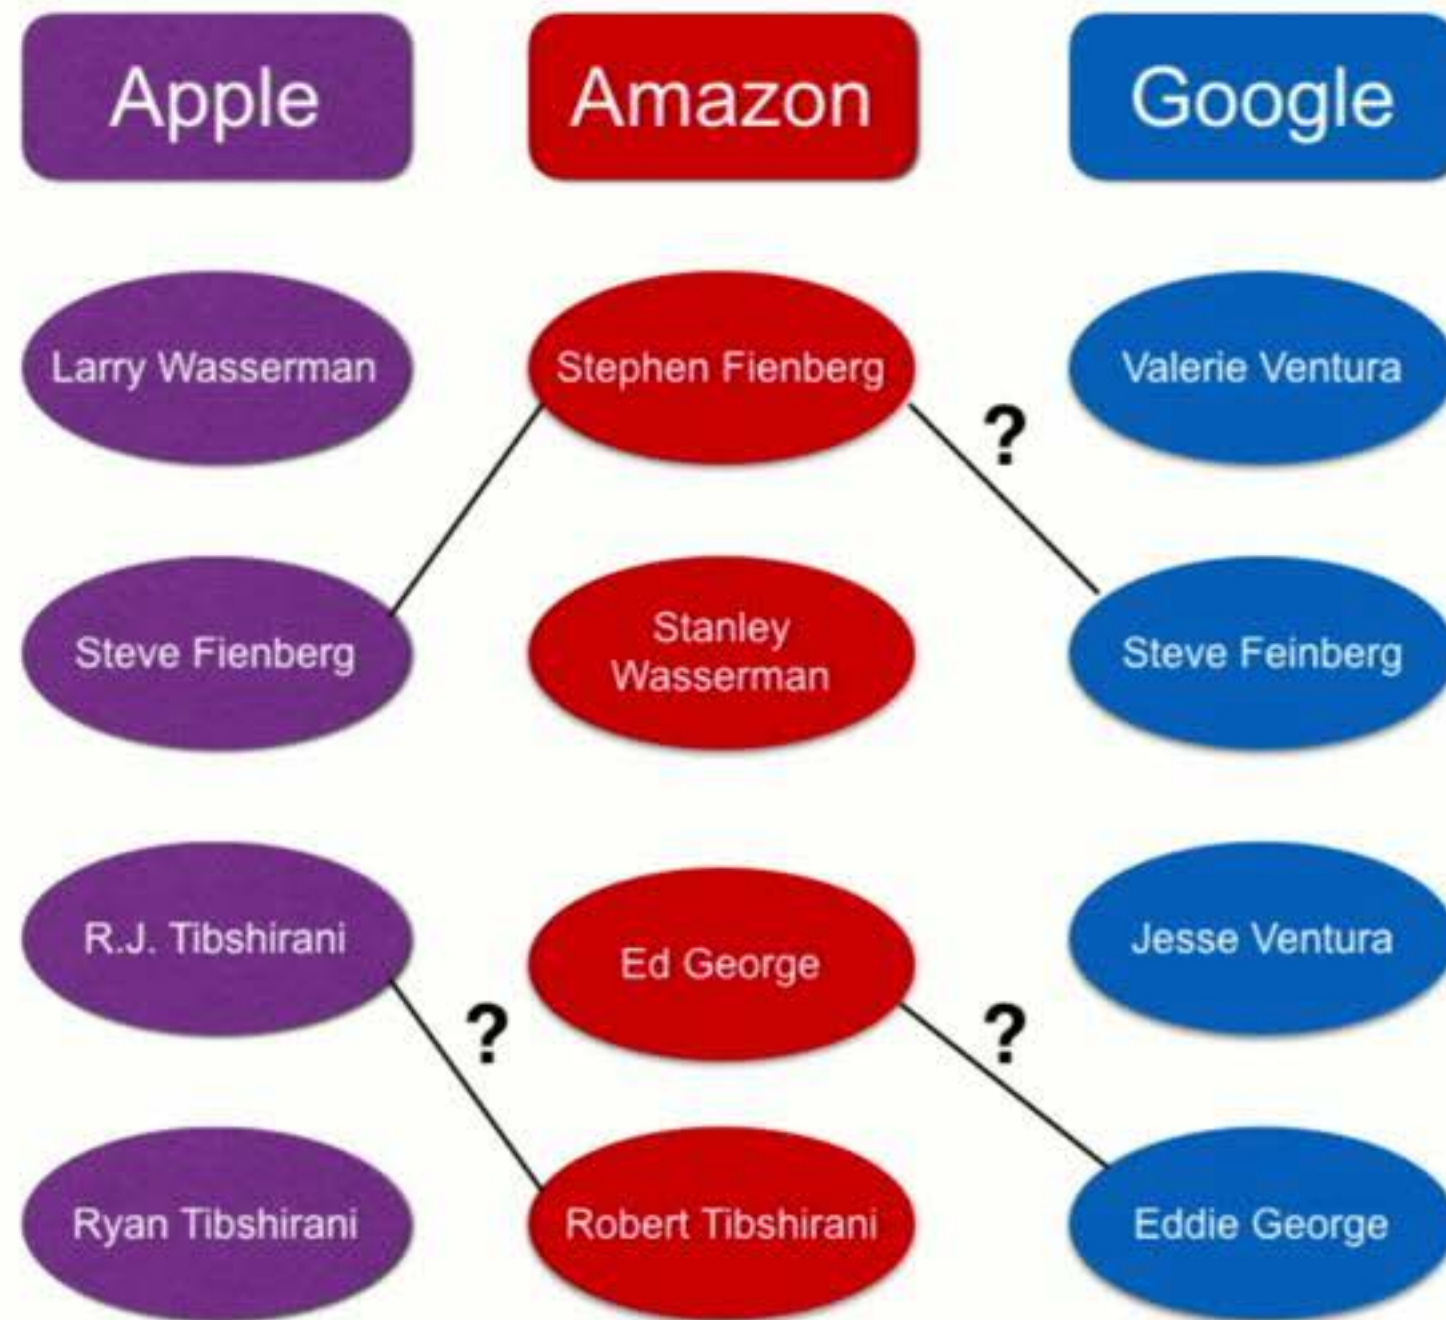 Apple
Amazon
Google
Larry Wasserman
Stephen Fienberg
Valerie Ventura
?
Steve Fienberg
Stanley
Wasserman
Steve Feinberg
R.J. Tibshirani
Ed George
Jesse Ventura
?
?
Ryan Tibshirani
Robert Tibshirani
Eddie George